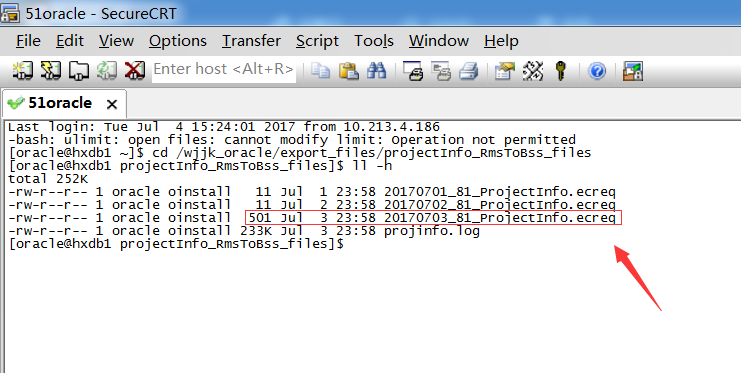 51oracle - SecureCRT
File Edit View Options Transfer Script Tools Window Help
Enter host <Alt+R>
51oracle
Last login: Tue Jul  4 15:24:01 2017 from 10.213.4.186
-bash: ulimit: open files: cannot modify limit: Operation not permitted
[oracle@hxdb1 ~]$ cd /wjjk_oracle/export_files/projectInfo_RmsToBss_files
[oracle@hxdb1 projectInfo_RmsToBss_files]$ ll -h
total 252K
-rw-r--r-- 1 oracle oinstall   11 Jul  1 23:58 20170701_81_ProjectInfo.ecreq
-rw-r--r-- 1 oracle oinstall   11 Jul  2 23:58 20170702_81_ProjectInfo.ecreq
-rw-r--r-- 1 oracle oinstall  501 Jul  3 23:58 20170703_81_ProjectInfo.ecreq
-rw-r--r-- 1 oracle oinstall 233K Jul  3 23:58 projinfo.log
[oracle@hxdb1 projectInfo_RmsToBss_files]$